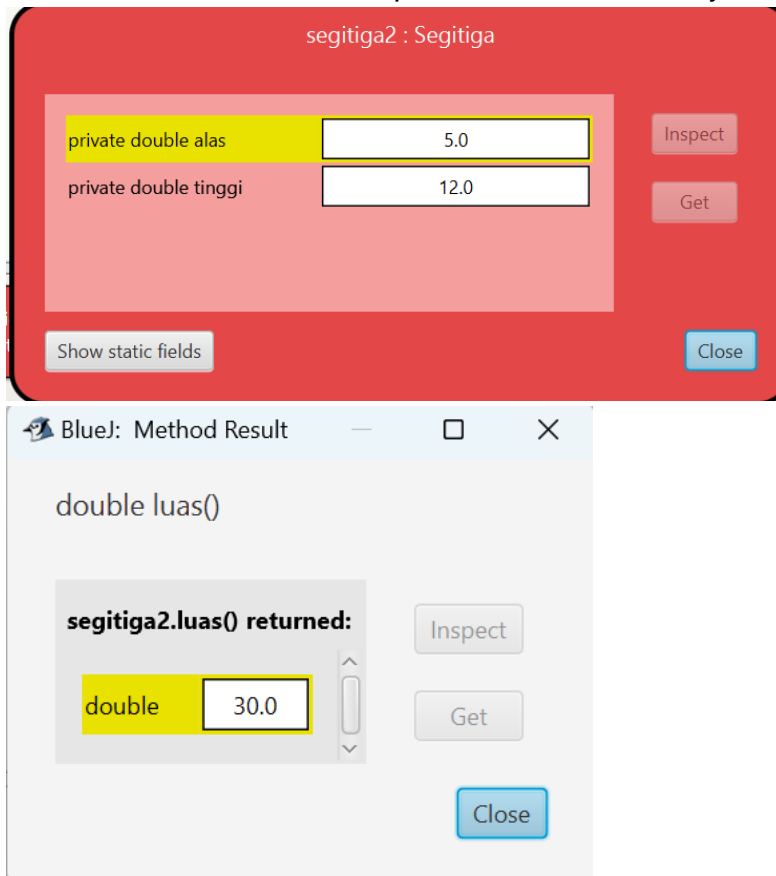 segitiga2 : Segitiga
private double alas 5.0
Inspect
private double tinggi 12.0
Get
Show static fields
Close
BlueJ: Method Result
double luas()
segitiga2.luas() returned:
Inspect
double 30.0
Get
Close